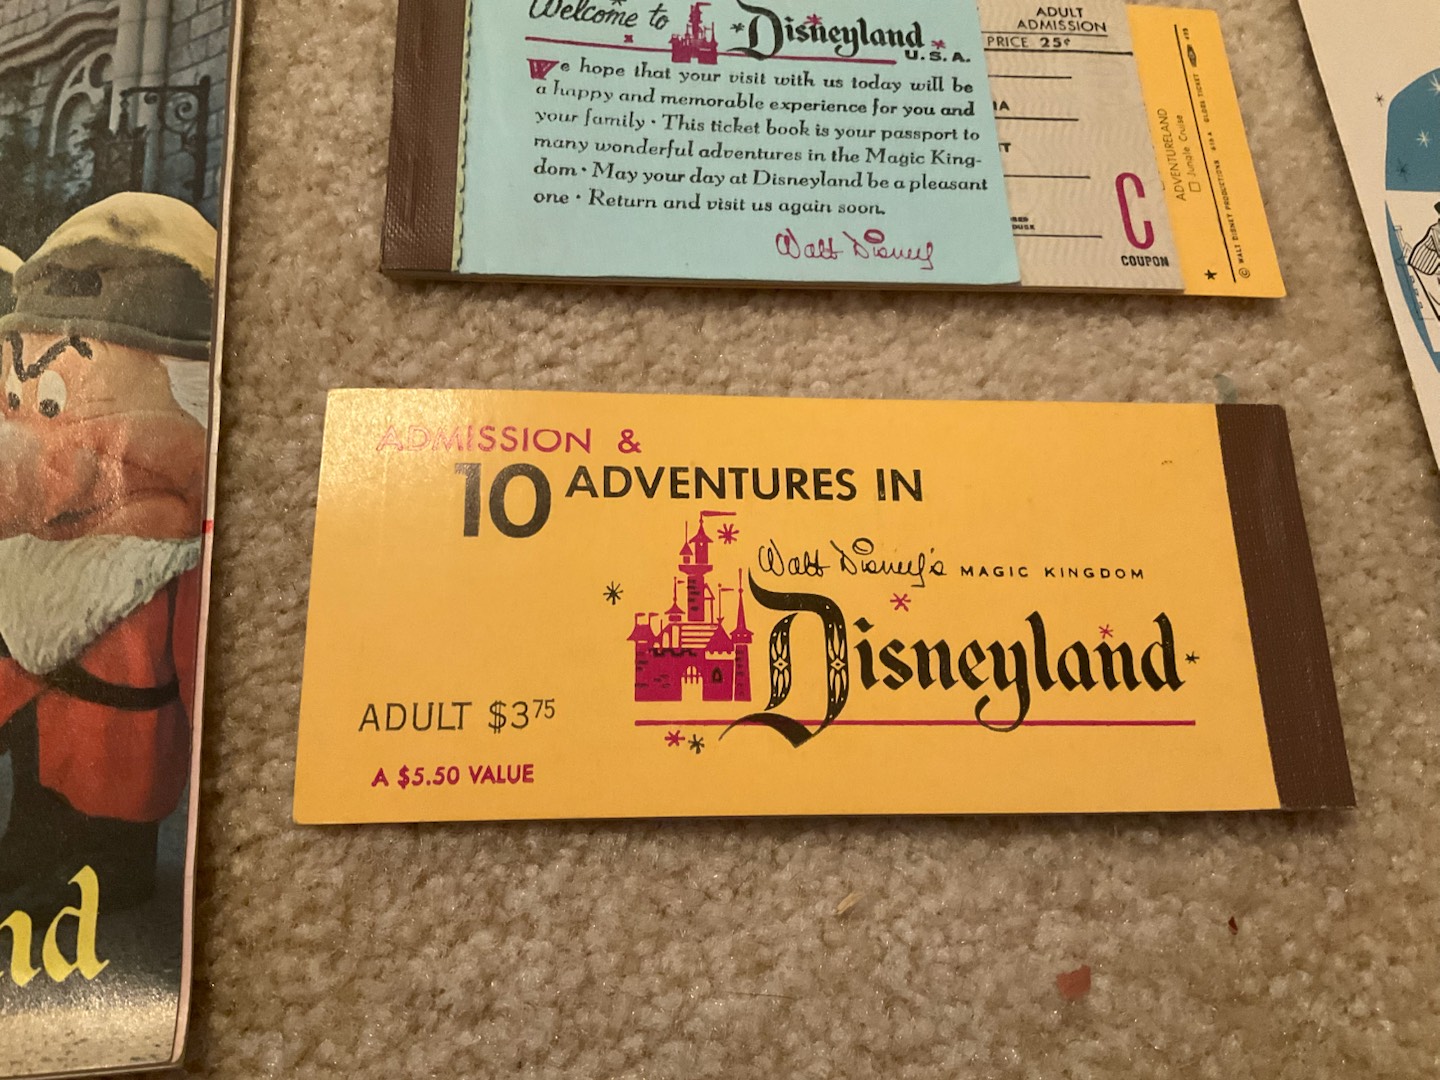 Welcome to Disneyland
U.S.A.
We hope that your visit with us today will be
a happy and memorable experience for you and
your family · This ticket book is your passport to
many wonderful adventures in the Magic King-
dom · May your day at Disneyland be a pleasant
one · Return and visit us again soon.
Walt Disney
ADULT
ADMISSION
PRICE 25¢
C
COUPON
ADVENTURELAND
Jungle Cruise
© WALT DISNEY PRODUCTIONS GLOBE TICKET
ADMISSION &
10 ADVENTURES IN
Walt Disney's MAGIC KINGDOM
Disneyland
ADULT $3.75
A $5.50 VALUE
nd